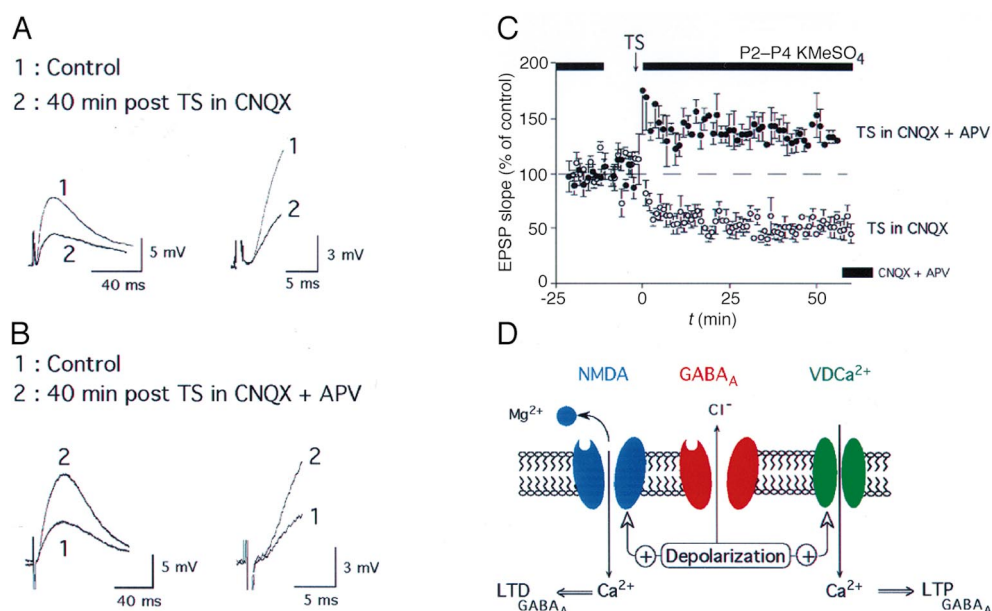 A
1 : Control
2 : 40 min post TS in CNQX
1
2
5 mV
40 ms
1
2
3 mV
5 ms
B
1 : Control
2 : 40 min post TS in CNQX + APV
2
1
5 mV
40 ms
2
1
3 mV
5 ms
C
TS
P2–P4 KMeSO4
EPSP slope (% of control)
200
150
100
50
0
-25
0
25
50
t (min)
TS in CNQX + APV
TS in CNQX
CNQX + APV
D
NMDA
GABAA
VDCa2+
Mg2+
Cl-
+ Depolarization +
LTDGABAA
Ca2+
Ca2+
LTPGABAA